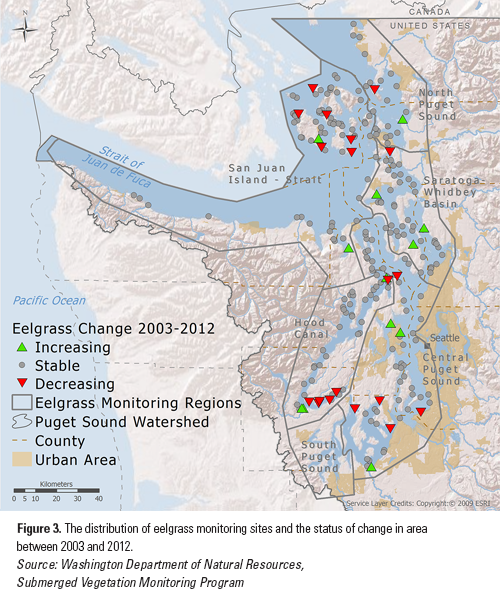 CANADA
UNITED STATES
N
North
Puget
Sound
Strait of
Juan de Fuca
San Juan
Island - Strait
Saratoga-
Whidbey
Basin
Pacific Ocean
Eelgrass Change 2003-2012
Increasing
Stable
Decreasing
Eelgrass Monitoring Regions
Puget Sound Watershed
County
Urban Area
Kilometers
0 5 10 20 30 40
Hood
Canal
Seattle
Central
Puget
Sound
South
Puget
Sound
Service Layer Credits: Copyright:© 2009 ESRI
Figure 3. The distribution of eelgrass monitoring sites and the status of change in area
between 2003 and 2012.
Source: Washington Department of Natural Resources,
Submerged Vegetation Monitoring Program